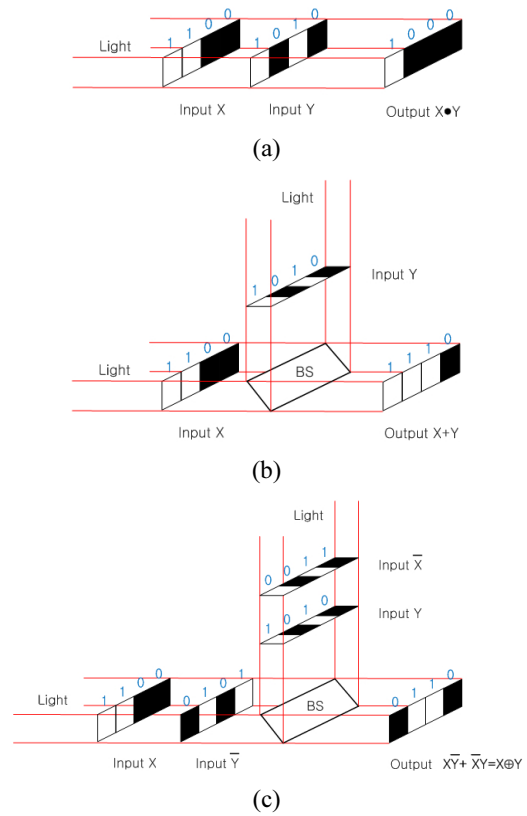 1 1 0 0
1 0 1 0
1 0 0 0
Light
Input X
Input Y
Output X●Y
(a)
Light
1 0 1 0
Input Y
1 1 0 0
1 1 1 0
Light
BS
Input X
Output X+Y
(b)
Light
0 0 1 1
Input X̅
1 0 1 0
Input Y
1 1 0 0
0 1 0 1
0 1 1 0
Light
BS
Input X
Input Y̅
Output XY̅+ X̅Y=X⊕Y
(c)